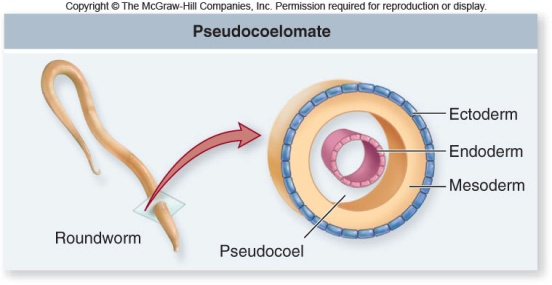 Copyright © The McGraw-Hill Companies, Inc. Permission required for reproduction or display.
Pseudocoelomate
Ectoderm
Endoderm
Mesoderm
Roundworm
Pseudocoel